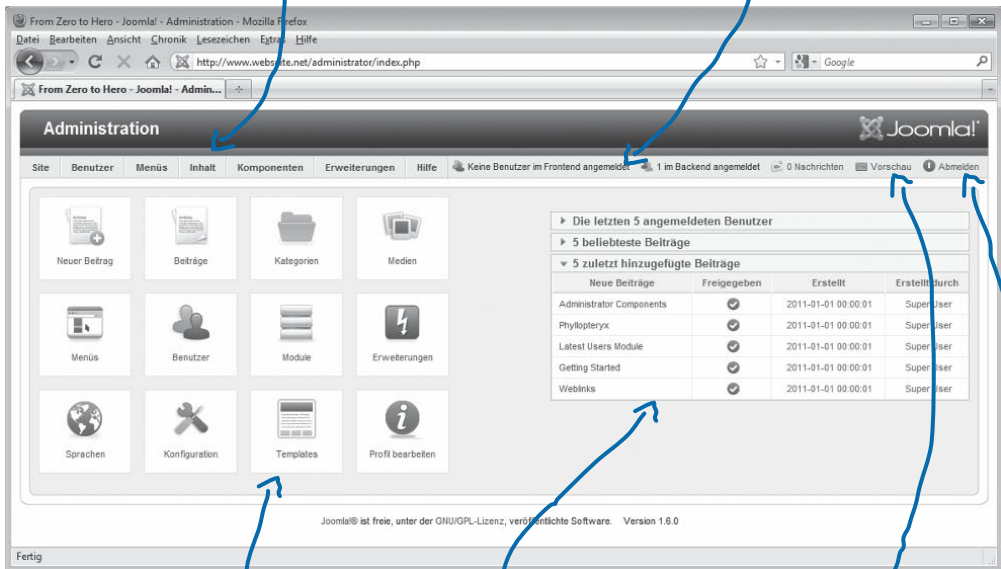 From Zero to Hero - Joomla! - Administration - Mozilla Firefox
Datei Bearbeiten Ansicht Chronik Lesezeichen Extras Hilfe
http://www.website.net/administrator/index.php
Google
From Zero to Hero - Joomla! - Admin...
Administration
Joomla!
Site Benutzer Menüs Inhalt Komponenten Erweiterungen Hilfe Keine Benutzer im Frontend angemeldet 1 im Backend angemeldet 0 Nachrichten Vorschau Abmelden
Neuer Beitrag Beiträge Kategorien Medien
Menüs Benutzer Module Erweiterungen
Sprachen Konfiguration Templates Profil bearbeiten
Die letzten 5 angemeldeten Benutzer
5 beliebteste Beiträge
5 zuletzt hinzugefügte Beiträge
Neue Beiträge Freigegeben Erstellt Erstellt durch
Administrator Components 2011-01-01 00:00:01 Super User
Phyllopteryx 2011-01-01 00:00:01 Super User
Latest Users Module 2011-01-01 00:00:01 Super User
Getting Started 2011-01-01 00:00:01 Super User
Weblinks 2011-01-01 00:00:01 Super User
Joomla!® ist freie, unter der GNU/GPL-Lizenz, veröffentlichte Software. Version 1.6.0
Fertig